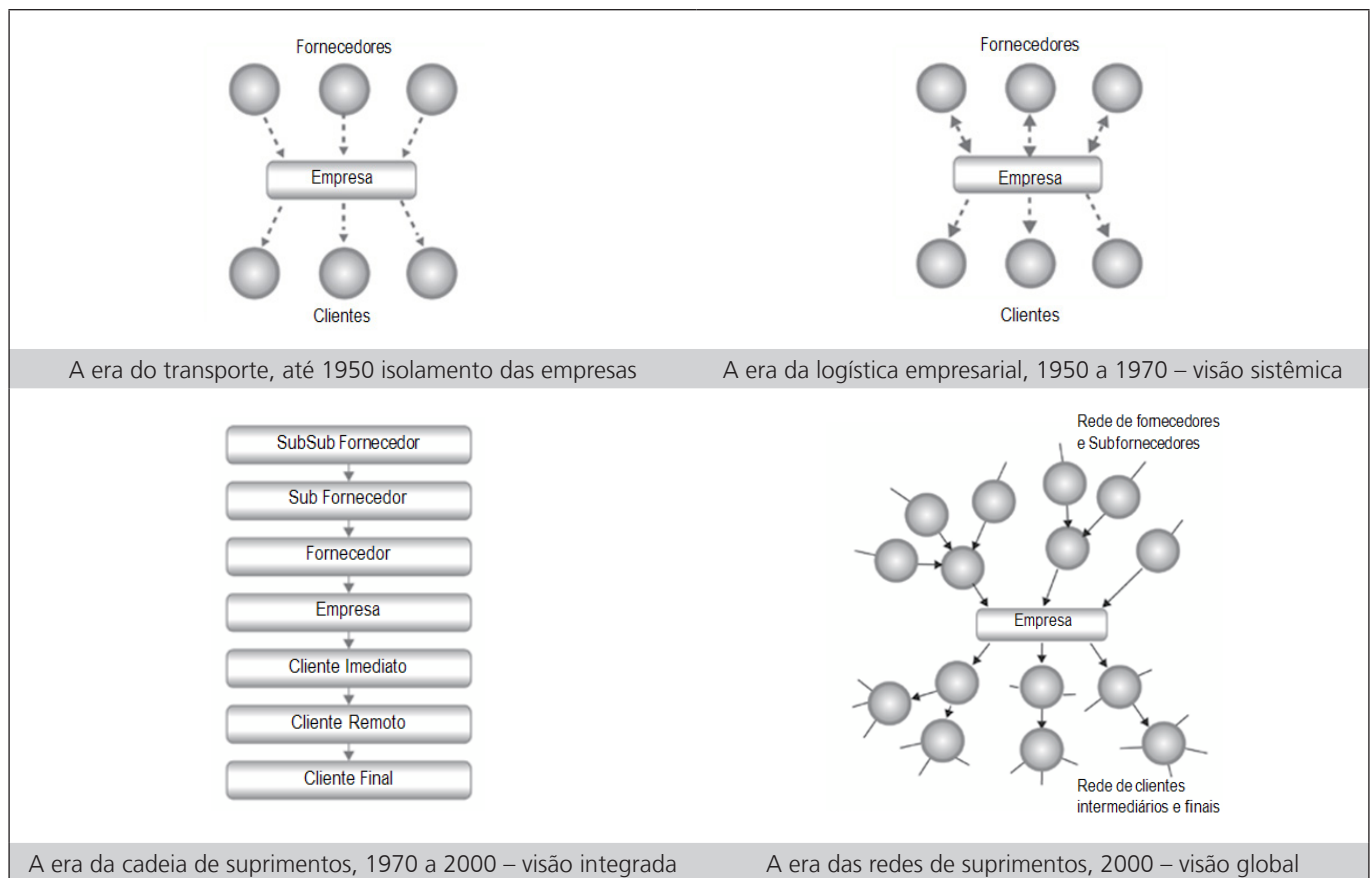 Fornecedores
Empresa
Clientes
A era do transporte, até 1950 isolamento das empresas
Fornecedores
Empresa
Clientes
A era da logística empresarial, 1950 a 1970 – visão sistêmica
SubSub Fornecedor
Sub Fornecedor
Fornecedor
Empresa
Cliente Imediato
Cliente Remoto
Cliente Final
A era da cadeia de suprimentos, 1970 a 2000 – visão integrada
Rede de fornecedores
e Subfornecedores
Empresa
Rede de clientes
intermediários e finais
A era das redes de suprimentos, 2000 – visão global